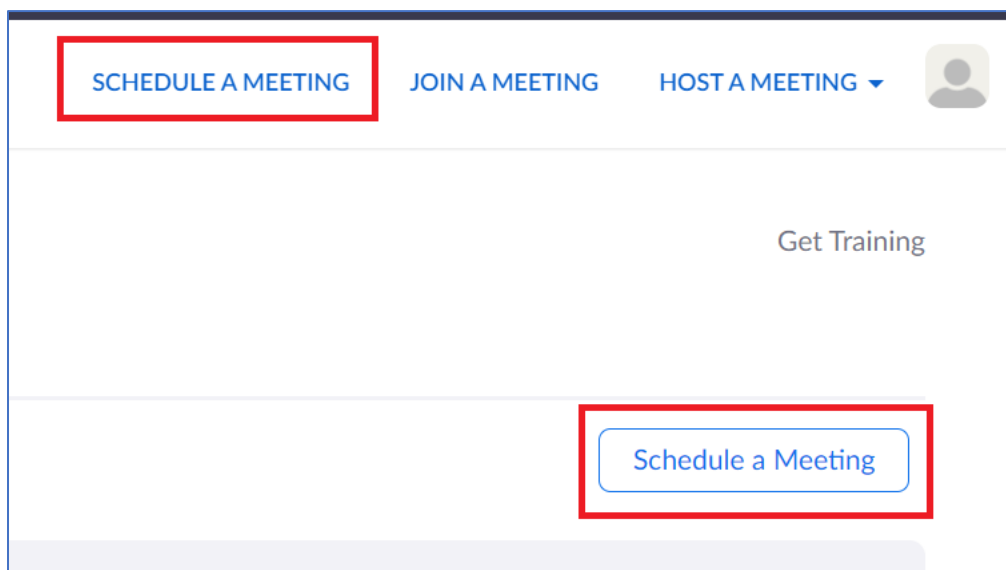 SCHEDULE A MEETING JOIN A MEETING HOST A MEETING
Get Training
Schedule a Meeting